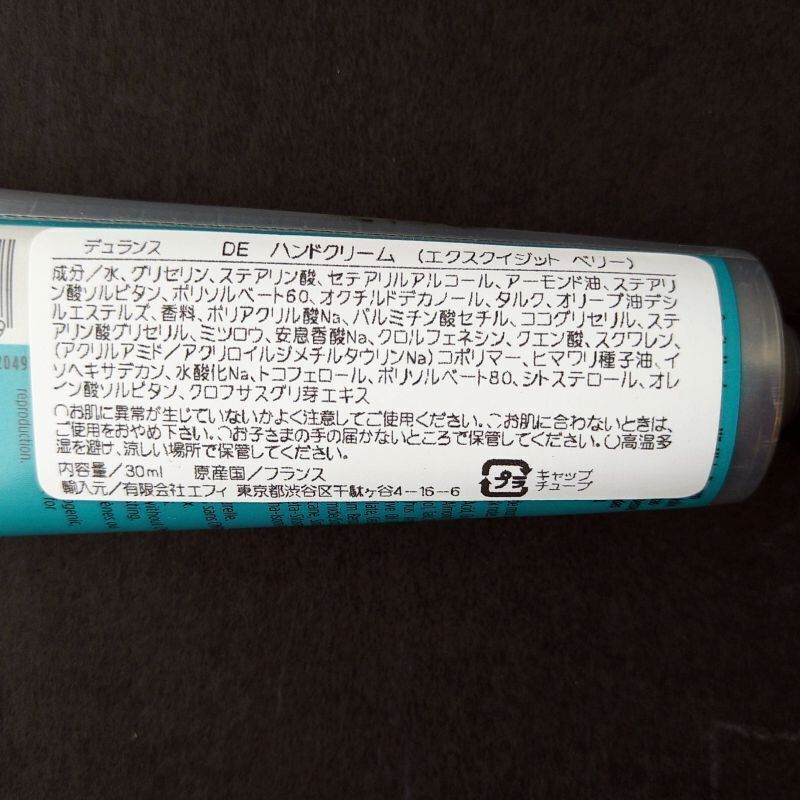 デュランス DE ハンドクリーム (エクスクイジット ベリー)
成分/水、グリセリン、ステアリン酸、セテアリルアルコール、アーモンド油、ステアリ
ン酸ソルビタン、ポリソルベート60、オクチルドデカノール、タルク、オリーブ油デシ
ルエステルズ、香料、ポリアクリル酸Na、パルミチン酸セチル、ココグリセリル、ステ
アリン酸グリセリル、ミツロウ、安息香酸Na、クロルフェネシン、クエン酸、スクワレン、
(アクリルアミド/アクリロイルジメチルタウリンNa)コポリマー、ヒマワリ種子油、イ
ソヘキサデカン、水酸化Na、トコフェロール、ポリソルベート80、シトステロール、オレ
イン酸ソルビタン、クロフサスグリ芽エキス
○お肌に異常が生じていないかよく注意してご使用ください。○お肌に合わないときは、
ご使用をおやめ下さい。○お子さまの手の届かないところで保管してください。○高温多
湿を避け、涼しい場所で保管してください。
内容量/30ml 原産国/フランス
輸入元/有限会社エフィ 東京都渋谷区千駄ヶ谷4-16-6
プラ
キャップ
チューブ
2049
reproduction.